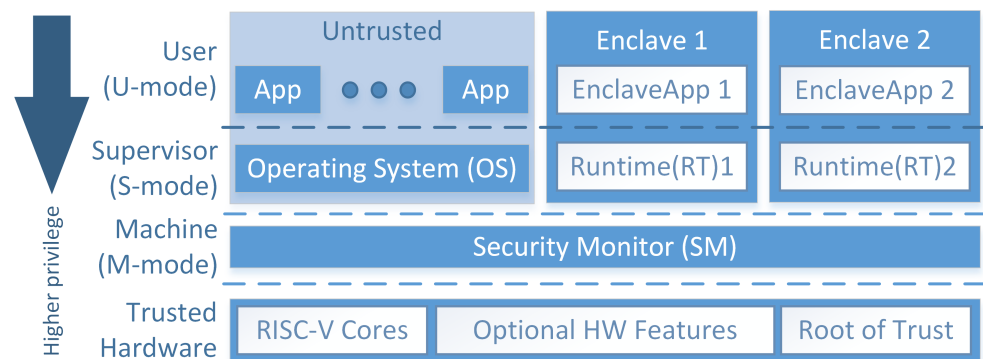 User
(U-mode)
Untrusted
App
App
Enclave 1
EnclaveApp 1
Enclave 2
EnclaveApp 2
Supervisor
(S-mode)
Operating System (OS)
Runtime(RT)1
Runtime(RT)2
Machine
(M-mode)
Security Monitor (SM)
Trusted
Hardware
RISC-V Cores
Optional HW Features
Root of Trust
Higher privilege